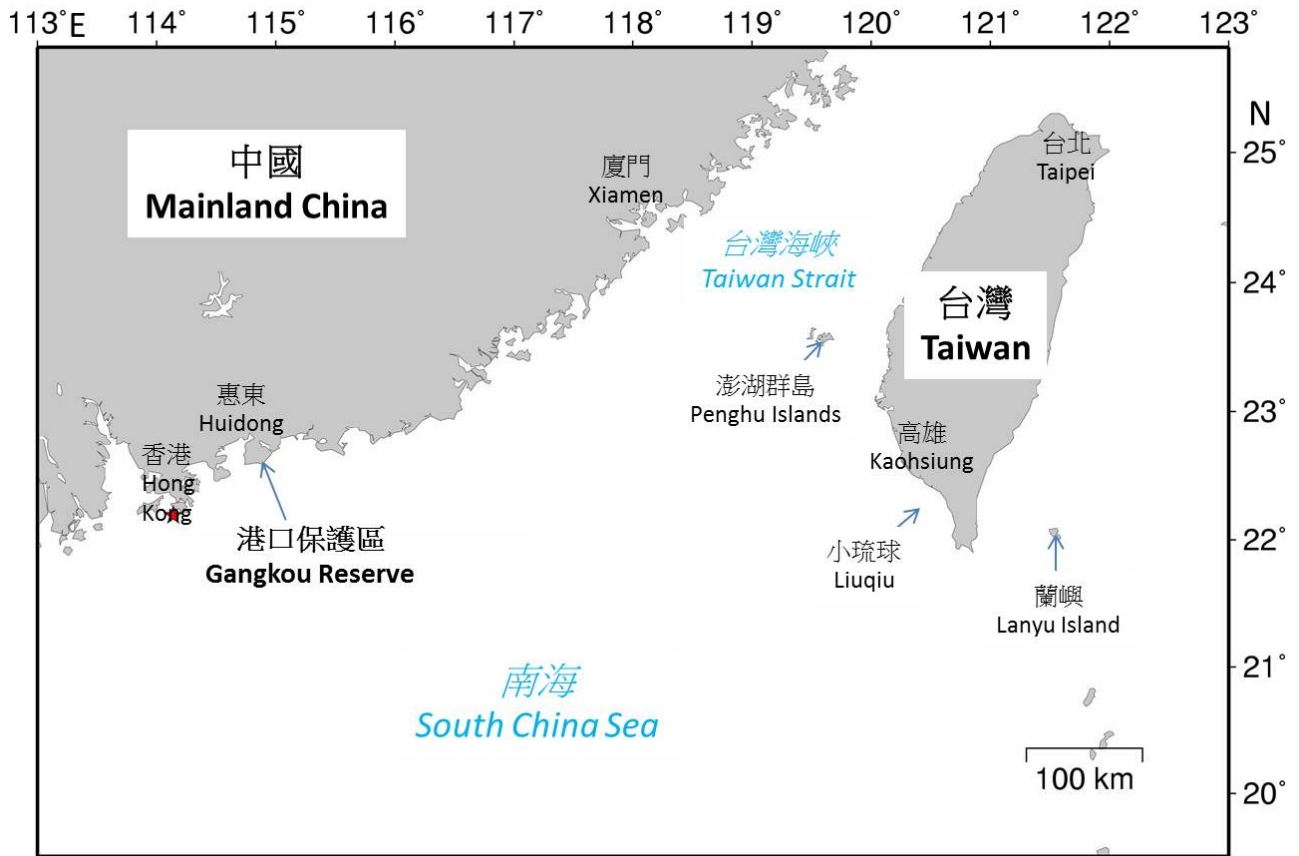 113°E 114° 115° 116° 117° 118° 119° 120° 121° 122° 123°
N
25°
24°
23°
22°
21°
20°
中國
Mainland China
廈門
Xiamen
台北
Taipei
台灣海峽
Taiwan Strait
台灣
Taiwan
澎湖群島
Penghu Islands
惠東
Huidong
香港
Hong
Kong
高雄
Kaohsiung
港口保護區
Gangkou Reserve
小琉球
Liuqiu
蘭嶼
Lanyu Island
南海
South China Sea
100 km